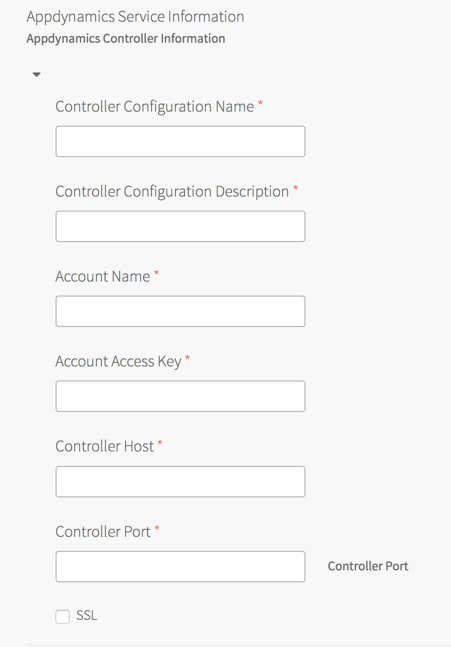 Appdynamics Service Information
Appdynamics Controller Information
Controller Configuration Name *
Controller Configuration Description *
Account Name *
Account Access Key *
Controller Host *
Controller Port *
Controller Port
SSL